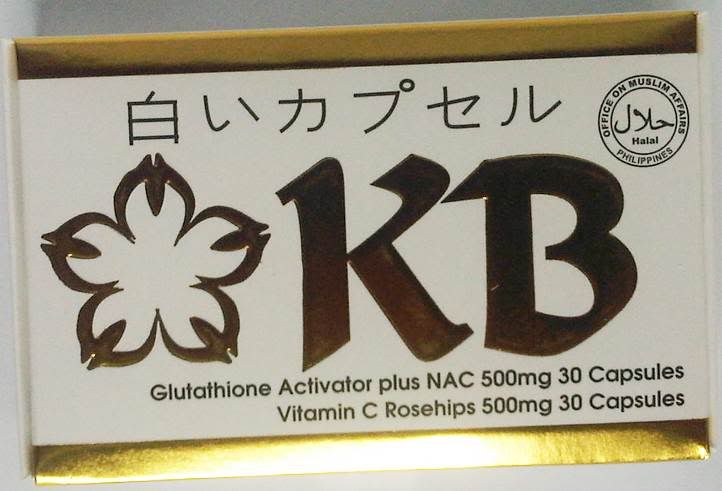 白いカプセル
OFFICE ON MUSLIM AFFAIRS
حلال
Halal
PHILIPPINES
KB
Glutathione Activator plus NAC 500mg 30 Capsules
Vitamin C Rosehips 500mg 30 Capsules